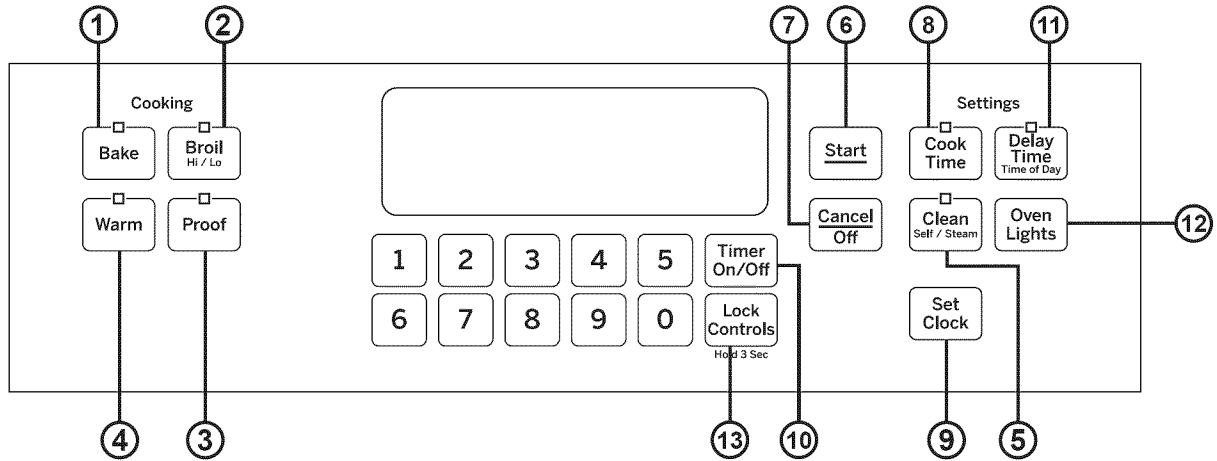 1
2
7
6
8
11
Cooking
Settings
Bake
Broil
Hi / Lo
Start
Cook
Time
Delay
Time
Time of Day
Warm
Proof
Cancel
Off
Clean
Self / Steam
Oven
Lights
12
1 2 3 4 5
Timer
On/Off
6 7 8 9 0
Lock
Controls
Hold 3 Sec
Set
Clock
4
3
13
10
9
5